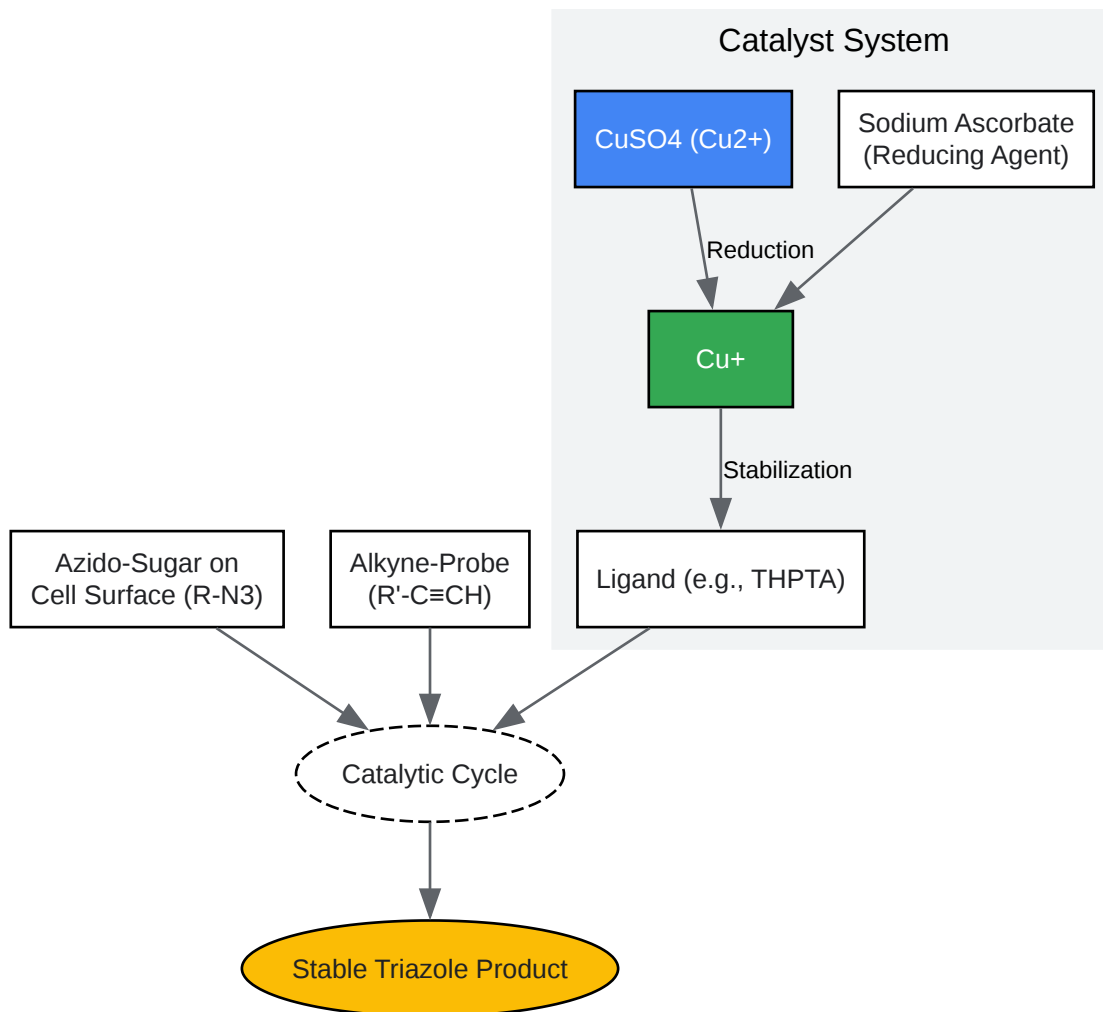 Catalyst System
CuSO4 (Cu2+)
Sodium Ascorbate
(Reducing Agent)
Reduction
Cu+
Stabilization
Azido-Sugar on
Cell Surface (R-N3)
Alkyne-Probe
(R'-C≡CH)
Ligand (e.g., THPTA)
Catalytic Cycle
Stable Triazole Product